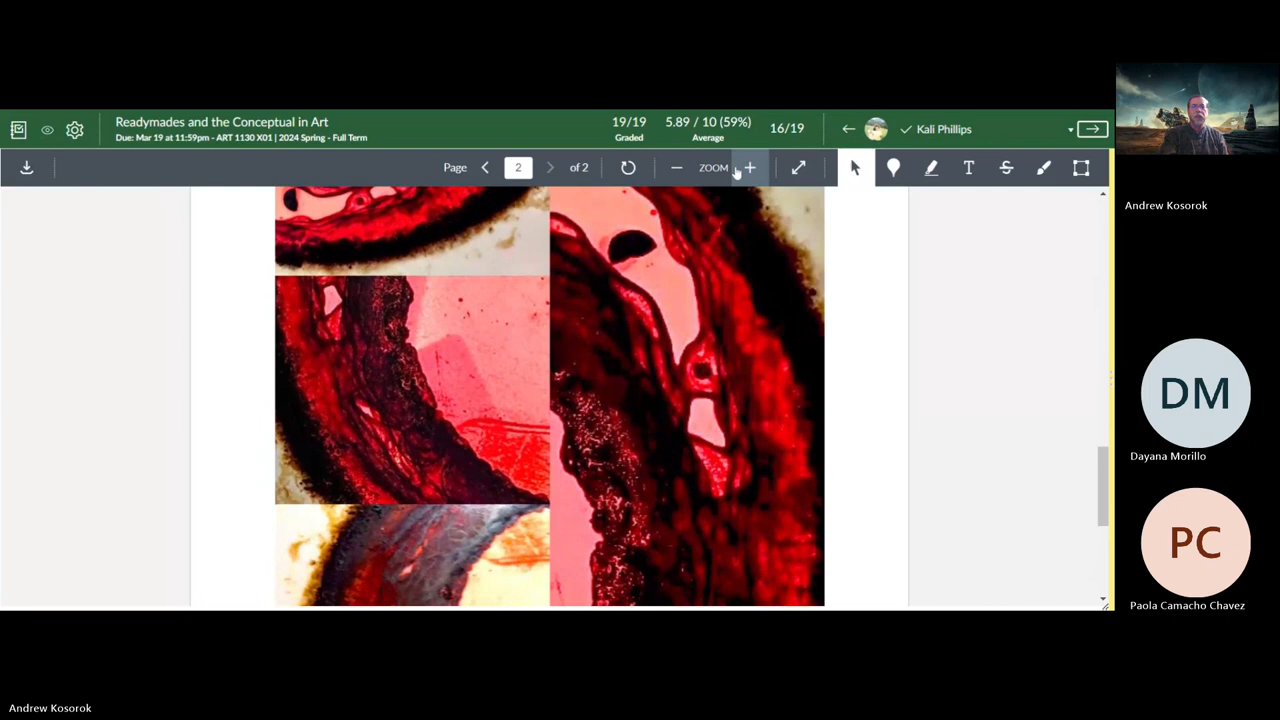 Readymades and the Conceptual in Art
Due: Mar 19 at 11:59pm - ART 1130 X01 | 2024 Spring - Full Term
19/19
Graded
5.89 / 10 (59%)
Average
16/19
Kali Phillips
Page
2
of 2
ZOOM
T
S
Andrew Kosorok
DM
Dayana Morillo
PC
Paola Camacho Chavez
Andrew Kosorok